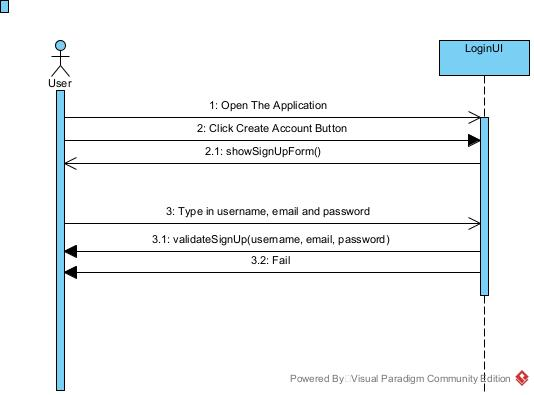 LoginUI
User
1: Open The Application
2: Click Create Account Button
2.1: showSignUpForm()
3: Type in username, email and password
3.1: validateSignUp(username, email, password)
3.2: Fail
Powered By Visual Paradigm Community Edition